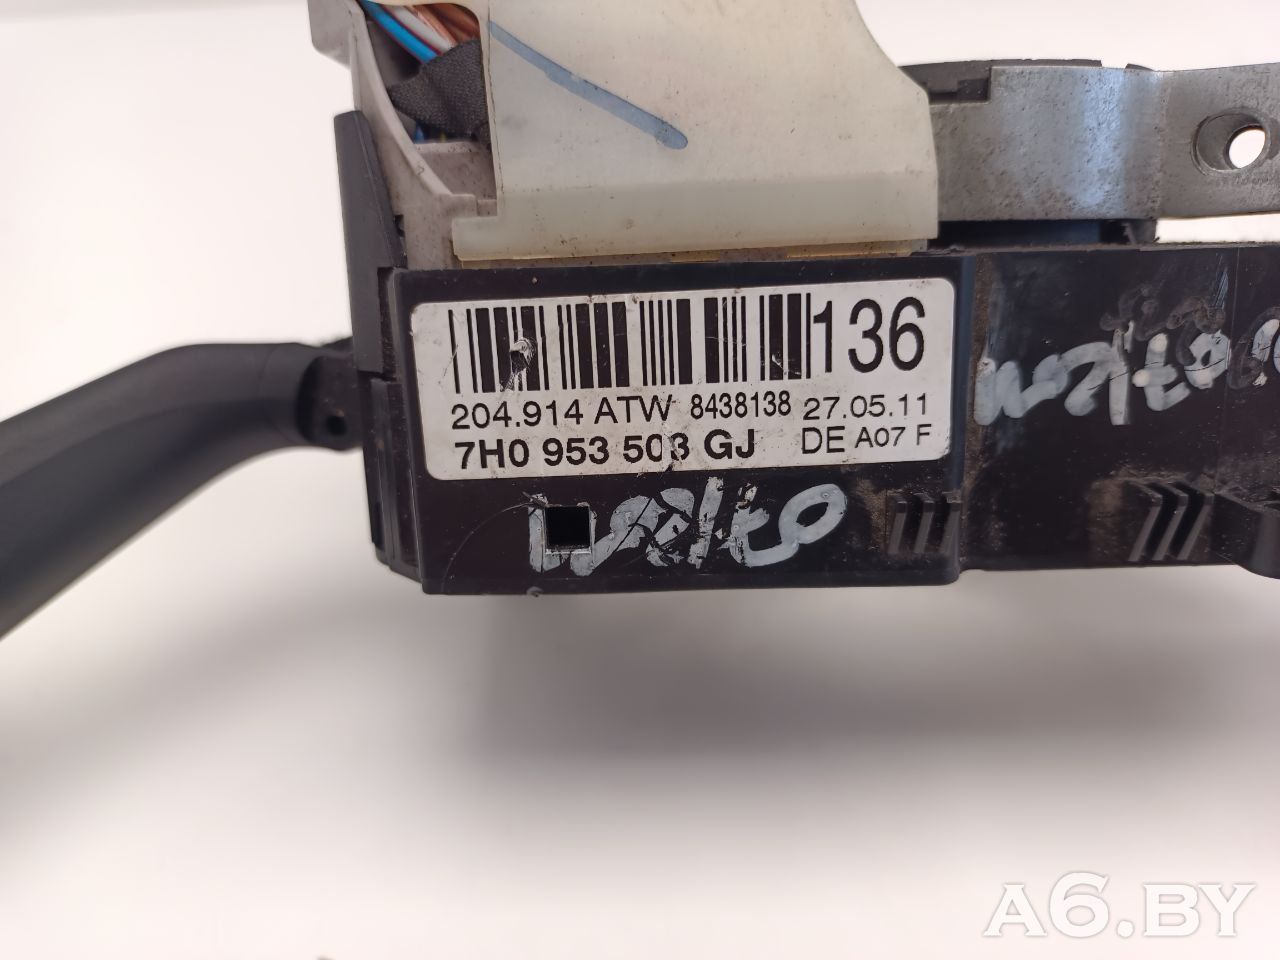 136
204.914 ATW 8438138 27.05.11
7H0 953 503 GJ DE A07 F
A6.BY